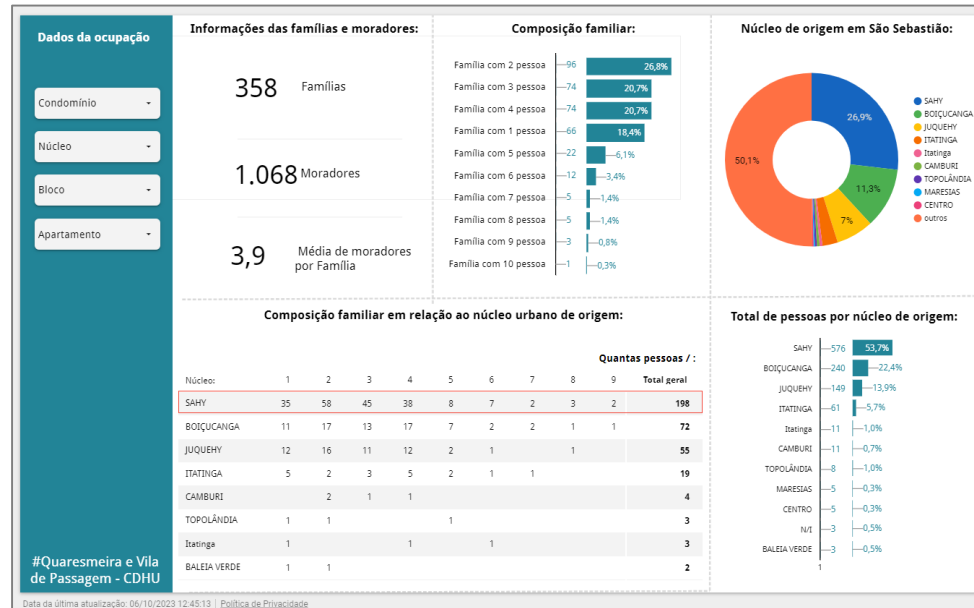 Dados da ocupação
Condomínio
Núcleo
Bloco
Apartamento
#Quaresmeira e Vila
de Passagem - CDHU
Informações das famílias e moradores:
358 Famílias
1.068 Moradores
3,9 Média de moradores
por Família
Composição familiar:
Família com 2 pessoa 96 26,8%
Família com 3 pessoa 74 20,7%
Família com 4 pessoa 74 20,7%
Família com 1 pessoa 66 18,4%
Família com 5 pessoa 22 6,1%
Família com 6 pessoa 12 3,4%
Família com 7 pessoa 5 1,4%
Família com 8 pessoa 5 1,4%
Família com 9 pessoa 3 0,8%
Família com 10 pessoa 1 0,3%
Núcleo de origem em São Sebastião:
26,9%
11,3%
7%
50,1%
SAHY
BOIÇUCANGA
JUQUEHY
ITATINGA
Itatinga
CAMBURI
TOPOLÂNDIA
MARESIAS
CENTRO
outros
Composição familiar em relação ao núcleo urbano de origem:
Quantas pessoas / :
Núcleo: 1 2 3 4 5 6 7 8 9 Total geral
SAHY 35 58 45 38 8 7 2 3 2 198
BOIÇUCANGA 11 17 13 17 7 2 2 1 1 72
JUQUEHY 12 16 11 12 2 1 1 55
ITATINGA 5 2 3 5 2 1 1 19
CAMBURI 2 1 1 4
TOPOLÂNDIA 1 1 1 3
Itatinga 1 1 1 3
BALEIA VERDE 1 1 2
Total de pessoas por núcleo de origem:
SAHY 576 53,7%
BOIÇUCANGA 240 22,4%
JUQUEHY 149 13,9%
ITATINGA 61 5,7%
Itatinga 11 1,0%
CAMBURI 11 0,7%
TOPOLÂNDIA 8 1,0%
MARESIAS 5 0,3%
CENTRO 5 0,3%
N/I 3 0,5%
BALEIA VERDE 3 0,5%
1
Data da última atualização: 06/10/2023 12:45:13 | Política de Privacidade